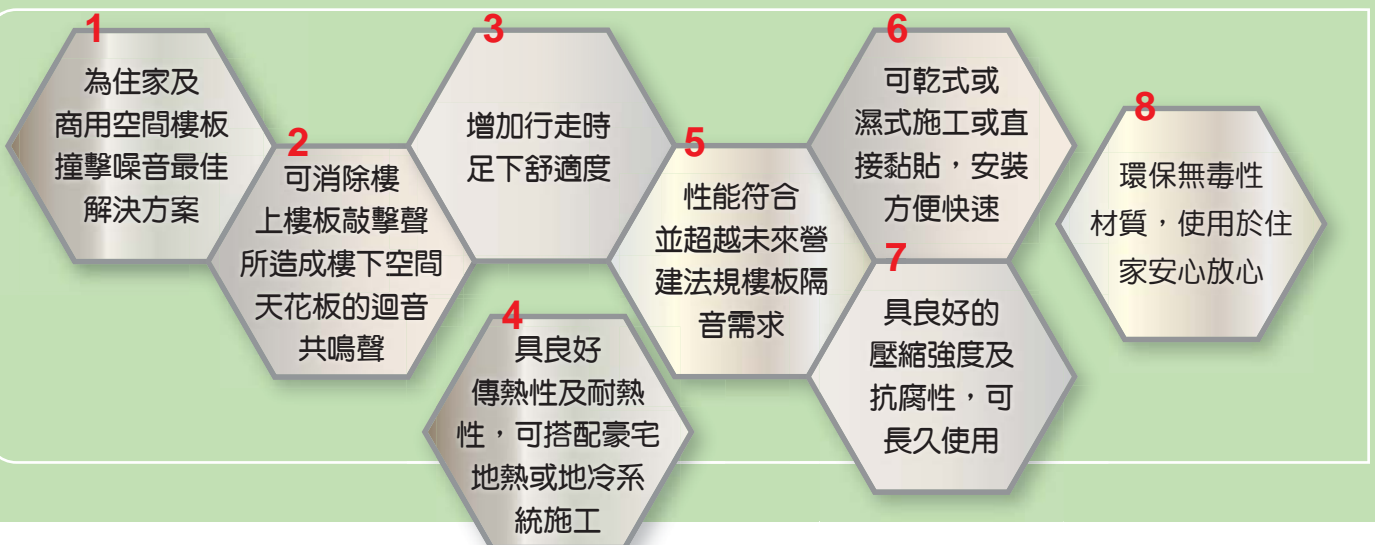 1
為住家及
商用空間樓板
撞擊噪音最佳
解決方案
2
可消除樓
上樓板敲擊聲
所造成樓下空間
天花板的迴音
共鳴聲
3
增加行走時
足下舒適度
4
具良好
傳熱性及耐熱
性，可搭配豪宅
地熱或地冷系
統施工
5
性能符合
並超越未來營
建法規樓板隔
音需求
6
可乾式或
濕式施工或直
接黏貼，安裝
方便快速
7
具良好的
壓縮強度及
抗腐性，可
長久使用
8
環保無毒性
材質，使用於住
家安心放心